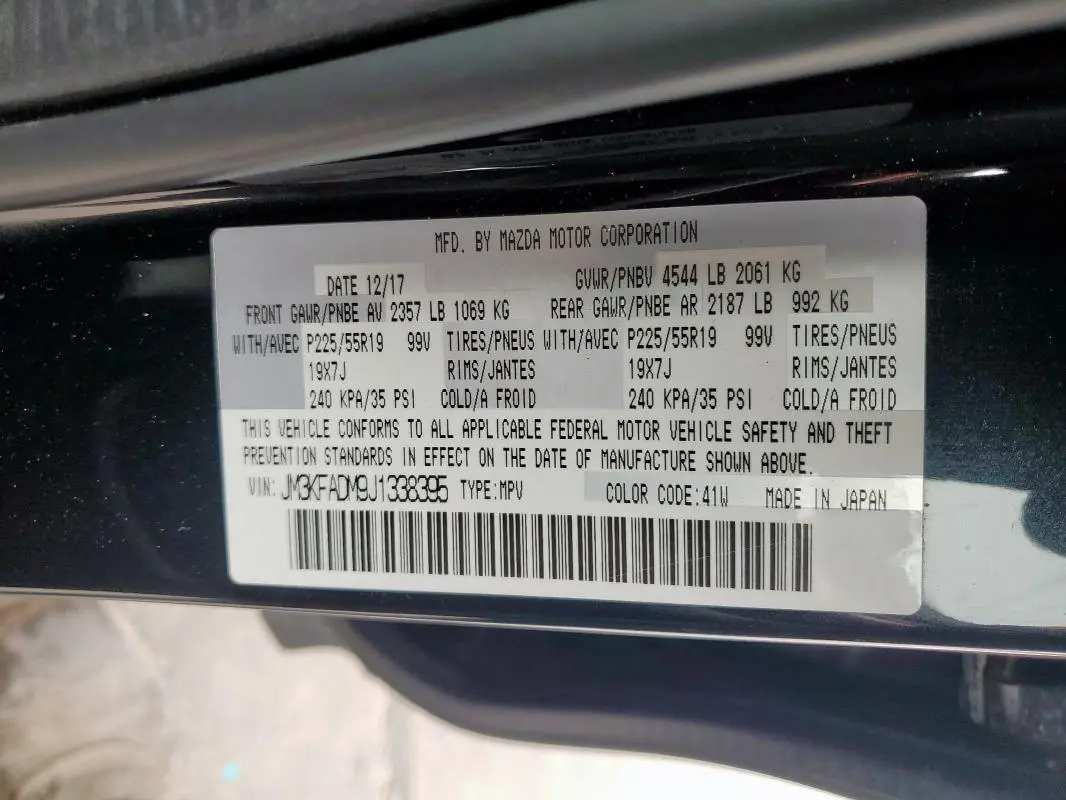 MFD. BY MAZDA MOTOR CORPORATION
DATE 12/17 GVWR/PNBV 4544 LB 2061 KG
FRONT GAWR/PNBE AV 2357 LB 1069 KG REAR GAWR/PNBE AR 2187 LB 992 KG
WITH/AVEC P225/55R19 99V TIRES/PNEUS WITH/AVEC P225/55R19 99V TIRES/PNEUS
19X7J RIMS/JANTES 19X7J RIMS/JANTES
240 KPA/35 PSI COLD/A FROID 240 KPA/35 PSI COLD/A FROID
THIS VEHICLE CONFORMS TO ALL APPLICABLE FEDERAL MOTOR VEHICLE SAFETY AND THEFT
PREVENTION STANDARDS IN EFFECT ON THE DATE OF MANUFACTURE SHOWN ABOVE.
VIN: JM3KFADM9J1338395 TYPE:MPV COLOR CODE:41W MADE IN JAPAN